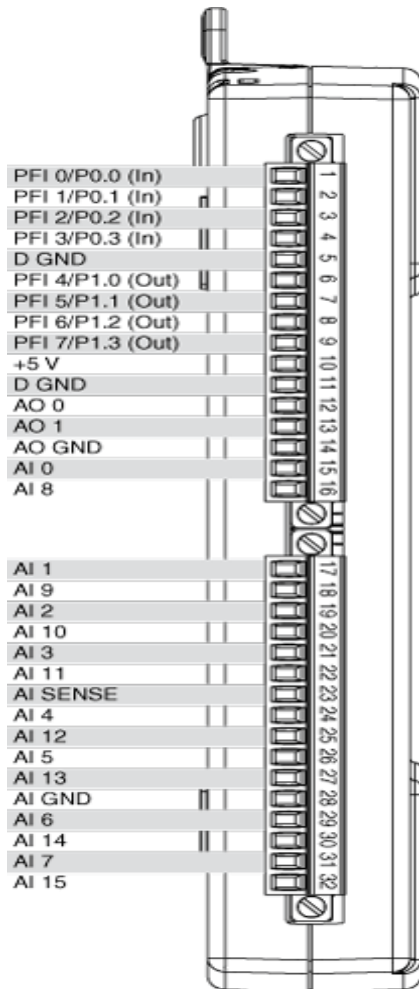 PFI 0/P0.0 (In) 1
PFI 1/P0.1 (In) 2
PFI 2/P0.2 (In) 3
PFI 3/P0.3 (In) 4
D GND 5
PFI 4/P1.0 (Out) 6
PFI 5/P1.1 (Out) 7
PFI 6/P1.2 (Out) 8
PFI 7/P1.3 (Out) 9
+5 V 10
D GND 11
AO 0 12
AO 1 13
AO GND 14
AI 0 15
AI 8 16
AI 1 17
AI 9 18
AI 2 19
AI 10 20
AI 3 21
AI 11 22
AI SENSE 23
AI 4 24
AI 12 25
AI 5 26
AI 13 27
AI GND 28
AI 6 29
AI 14 30
AI 7 31
AI 15 32